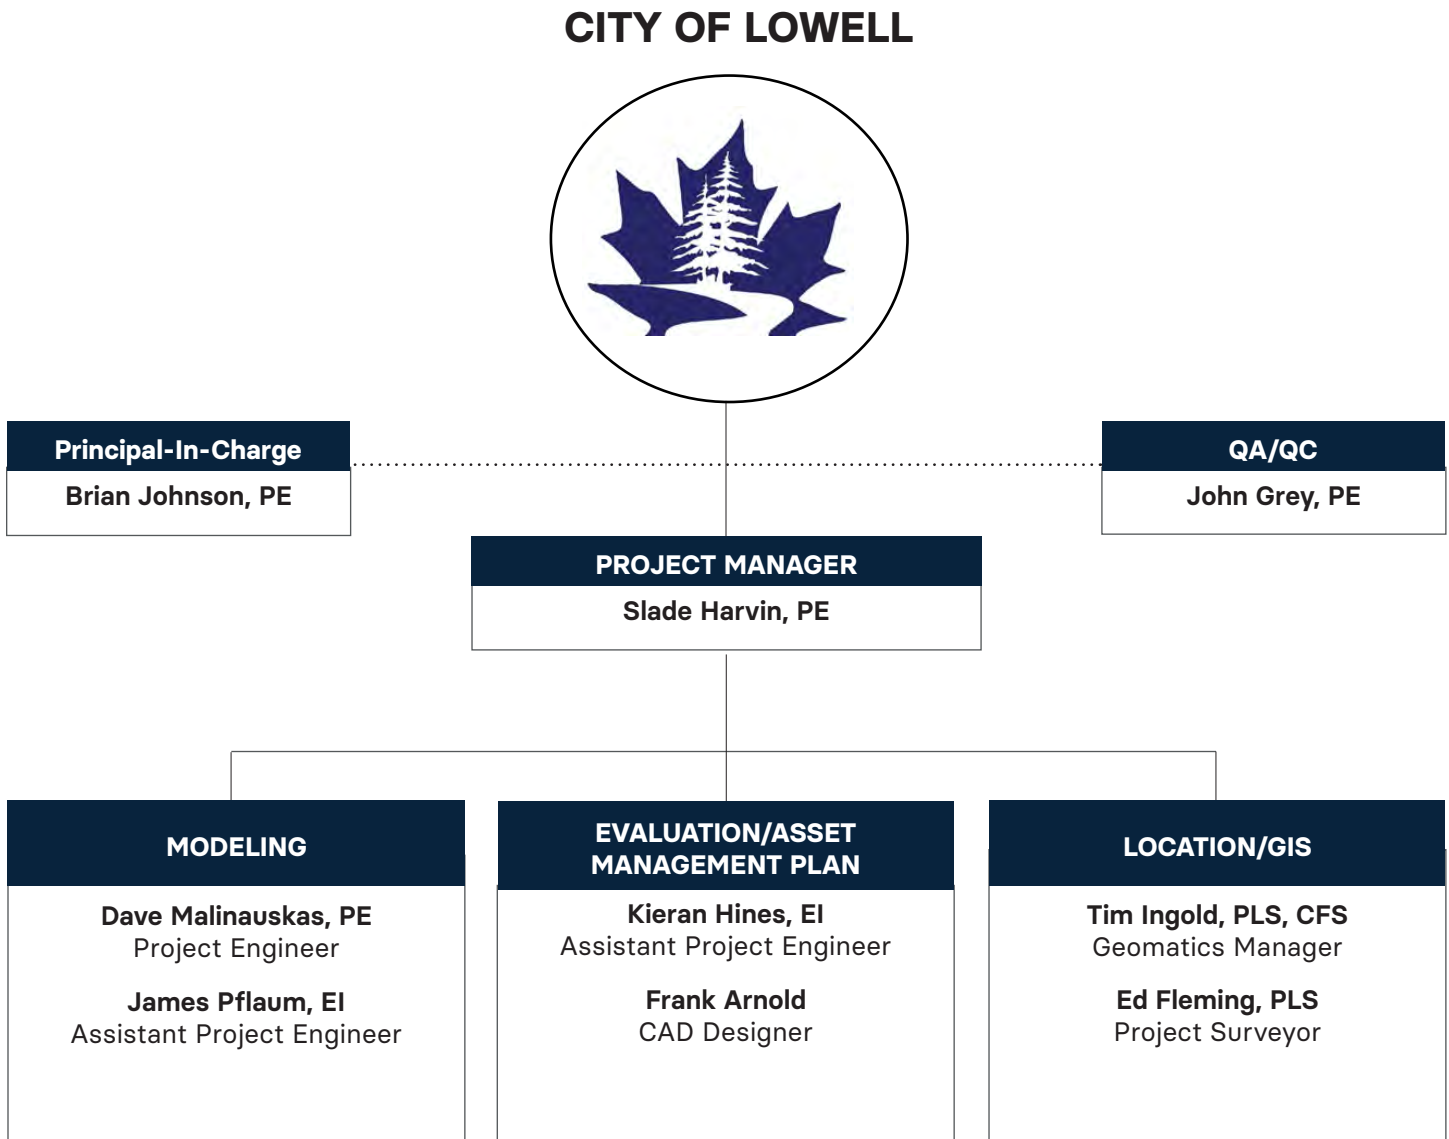 CITY OF LOWELL
Principal-In-Charge
Brian Johnson, PE
QA/QC
John Grey, PE
PROJECT MANAGER
Slade Harvin, PE
MODELING
Dave Malinauskas, PE
Project Engineer
James Pflaum, EI
Assistant Project Engineer
EVALUATION/ASSET
MANAGEMENT PLAN
Kieran Hines, EI
Assistant Project Engineer
Frank Arnold
CAD Designer
LOCATION/GIS
Tim Ingold, PLS, CFS
Geomatics Manager
Ed Fleming, PLS
Project Surveyor